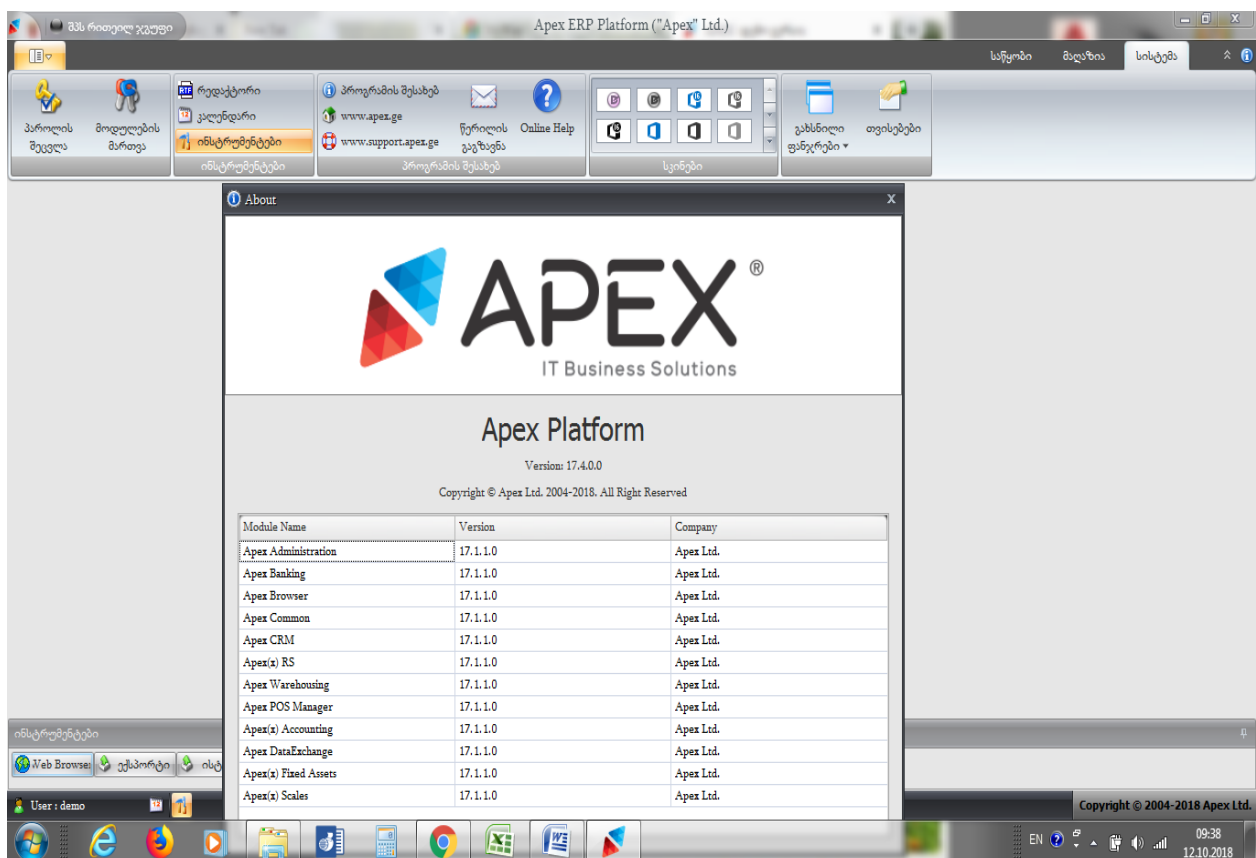 შპს რითეილ ჯგუფი
Apex ERP Platform ("Apex" Ltd.)
საწყობი
მაღაზია
სისტემა
პაროლის შეცვლა
მოდულების მართვა
რედაქტორი
კალენდარი
ინსტრუმენტები
ინსტრუმენტები
პროგრამის შესახებ
www.apex.ge
www.support.apex.ge
წერილის გაგზავნა
Online Help
პროგრამის შესახებ
სკინები
გახსნილი ფანჯრები
თვისებები
About
APEX ®
IT Business Solutions
Apex Platform
Version: 17.4.0.0
Copyright © Apex Ltd. 2004-2018. All Right Reserved
Module Name Version Company
Apex Administration 17.1.1.0 Apex Ltd.
Apex Banking 17.1.1.0 Apex Ltd.
Apex Browser 17.1.1.0 Apex Ltd.
Apex Common 17.1.1.0 Apex Ltd.
Apex CRM 17.1.1.0 Apex Ltd.
Apex(x) RS 17.1.1.0 Apex Ltd.
Apex Warehousing 17.1.1.0 Apex Ltd.
Apex POS Manager 17.1.1.0 Apex Ltd.
Apex(x) Accounting 17.1.1.0 Apex Ltd.
Apex DataExchange 17.1.1.0 Apex Ltd.
Apex(x) Fixed Assets 17.1.1.0 Apex Ltd.
Apex(x) Scales 17.1.1.0 Apex Ltd.
ინსტრუმენტები
Web Browse
ექსპორტი
User : demo
Copyright © 2004-2018 Apex Ltd.
EN
09:38
12.10.2018